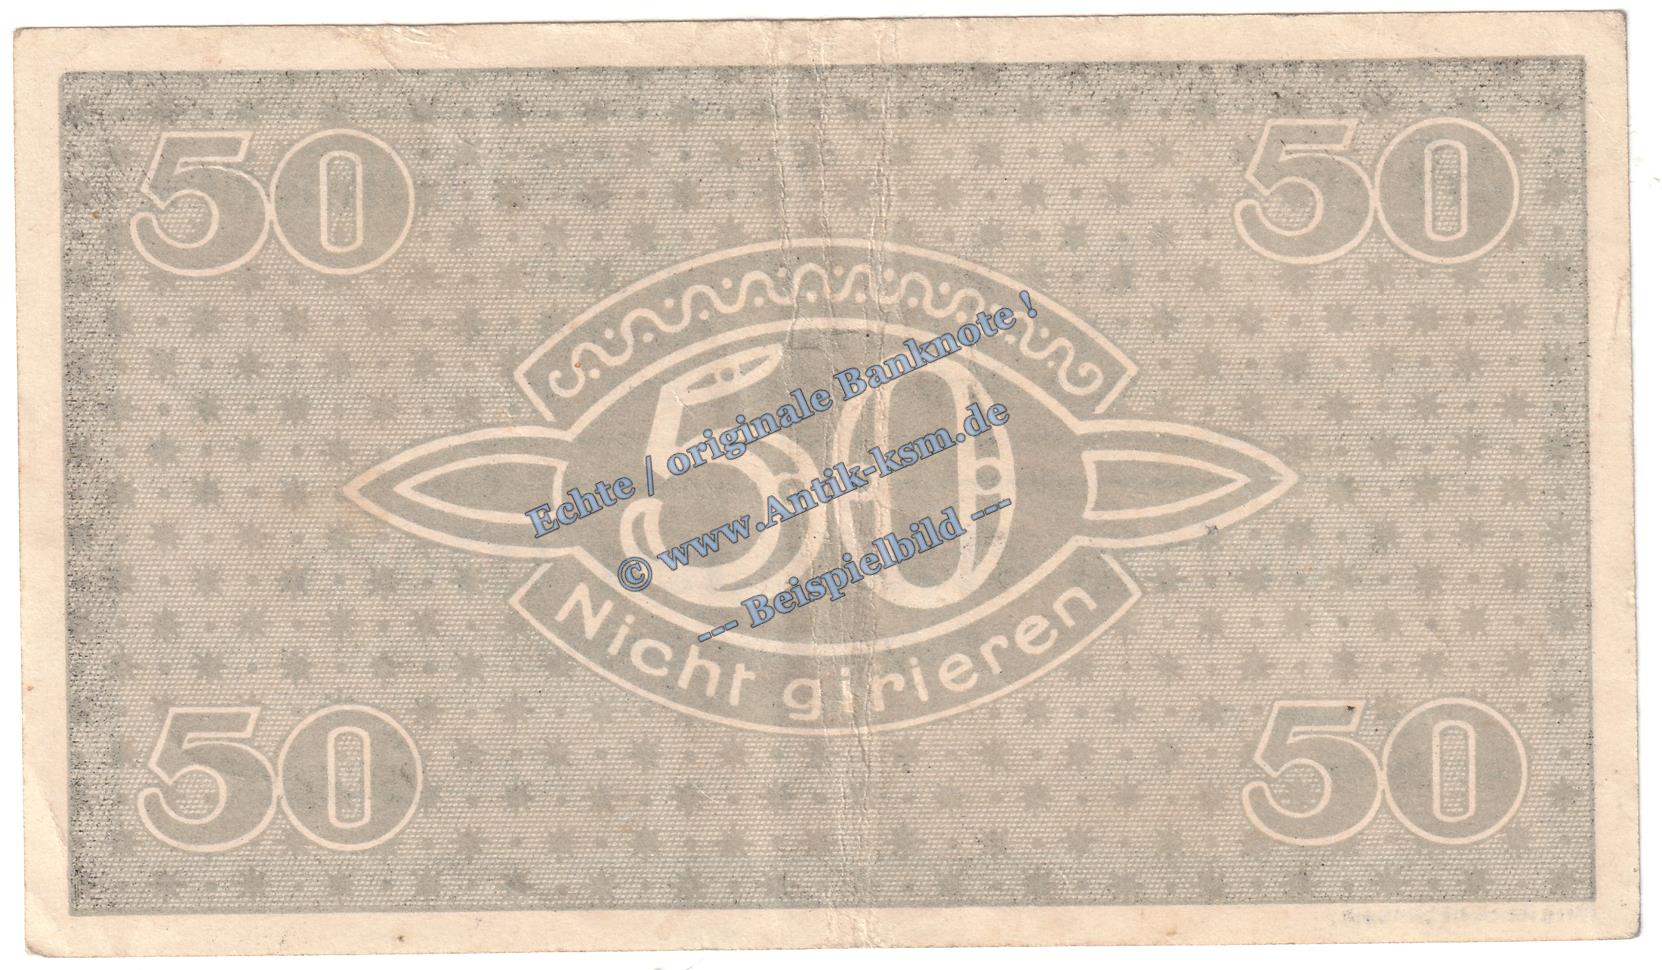 50
50
50
Echte / originale Banknote !
© www.Antik-ksm.de
--- Beispielbild ---
Nicht girieren
50
50